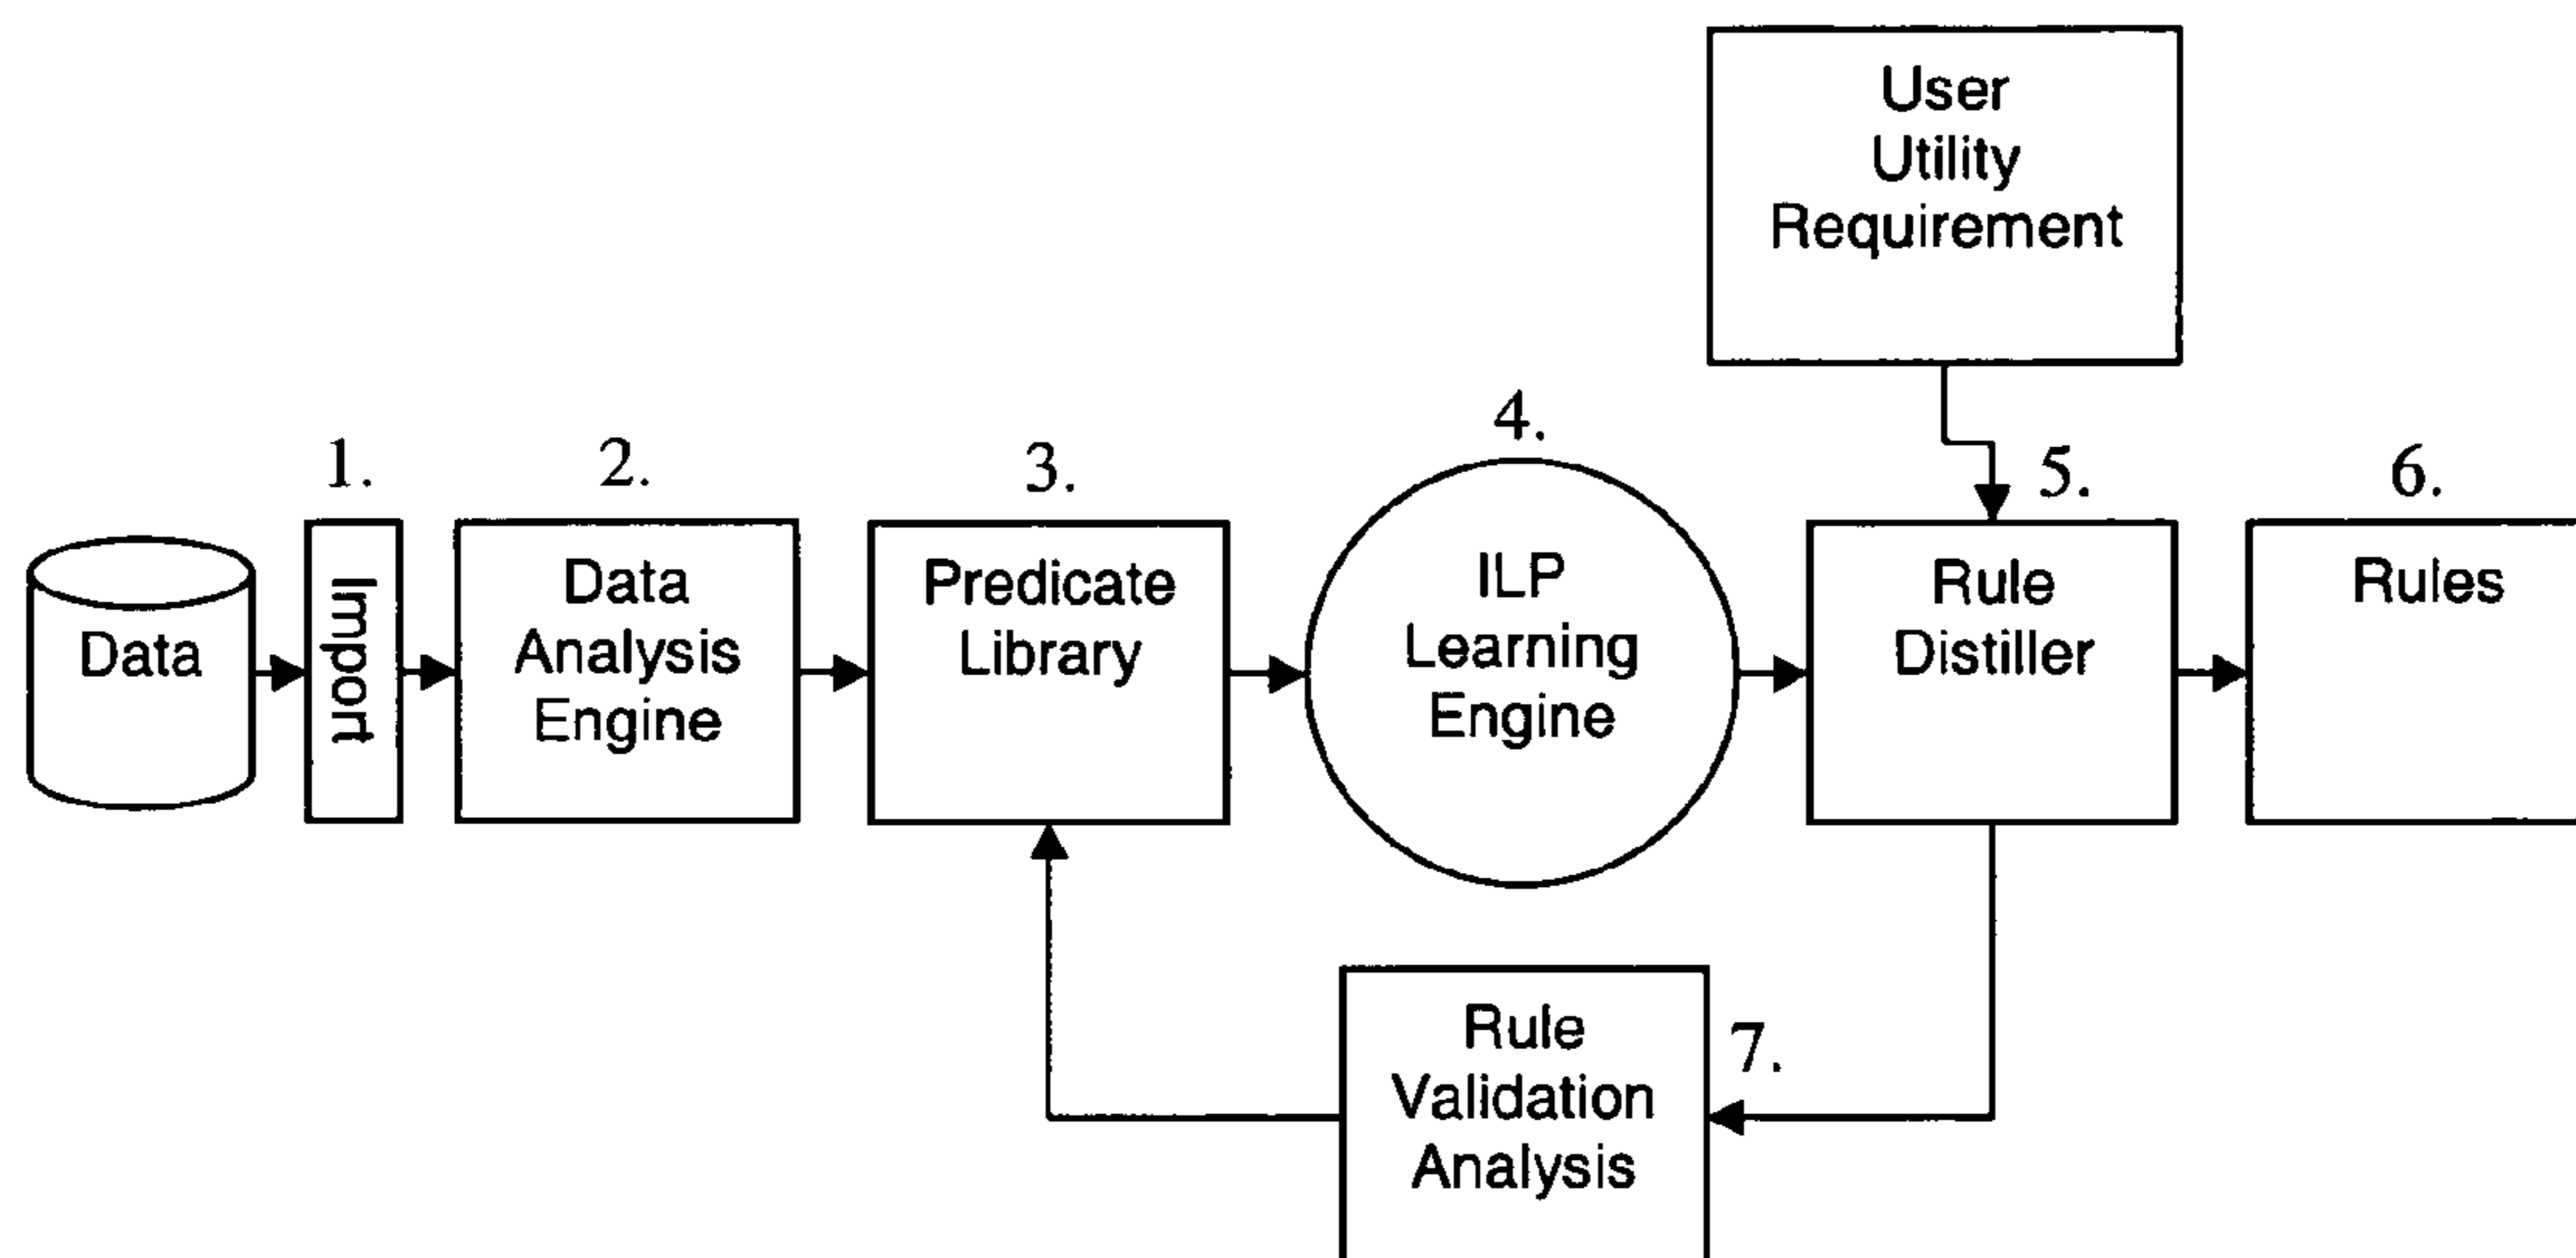 User
Utility
Requirement
1.
2.
3.
4.
5.
6.
Data
Import
Data
Analysis
Engine
Predicate
Library
ILP
Learning
Engine
Rule
Distiller
Rules
Rule
Validation
Analysis
7.